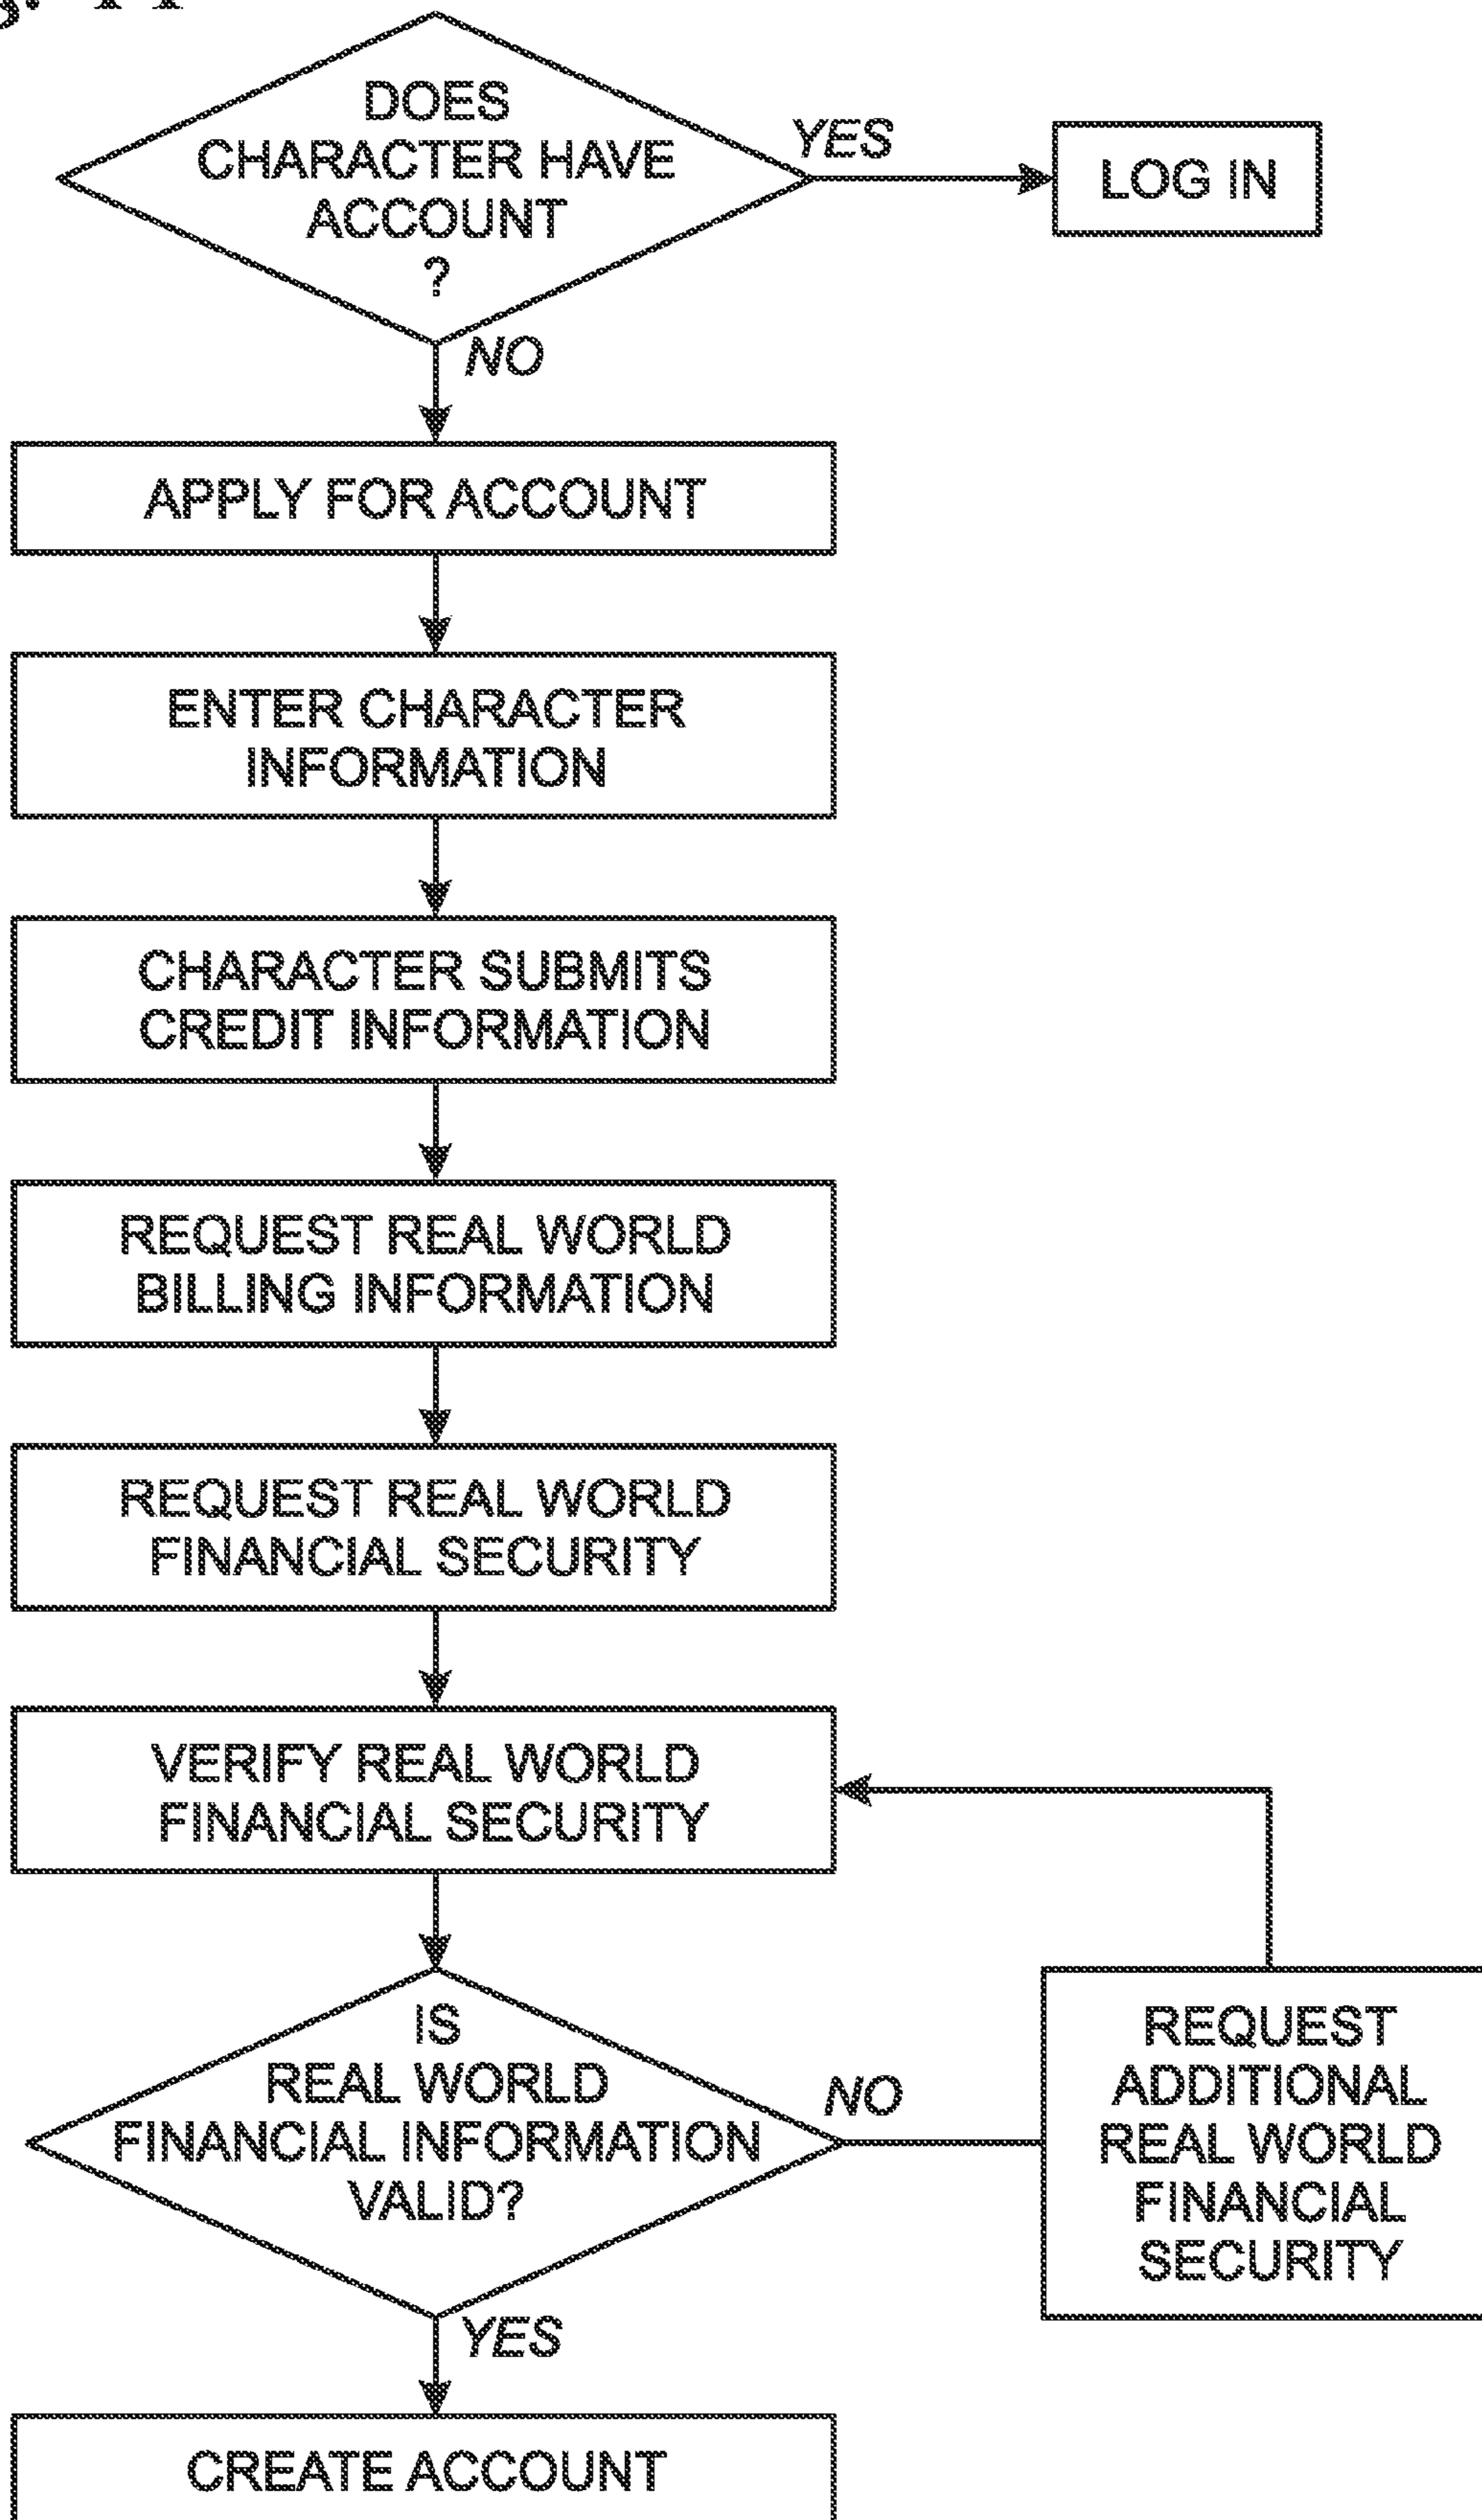 DOES
CHARACTER HAVE
ACCOUNT
?
YES
LOG IN
NO
APPLY FOR ACCOUNT
ENTER CHARACTER
INFORMATION
CHARACTER SUBMITS
CREDIT INFORMATION
REQUEST REAL WORLD
BILLING INFORMATION
REQUEST REAL WORLD
FINANCIAL SECURITY
VERIFY REAL WORLD
FINANCIAL SECURITY
IS
REAL WORLD
FINANCIAL INFORMATION
VALID?
NO
REQUEST
ADDITIONAL
REAL WORLD
FINANCIAL
SECURITY
YES
CREATE ACCOUNT